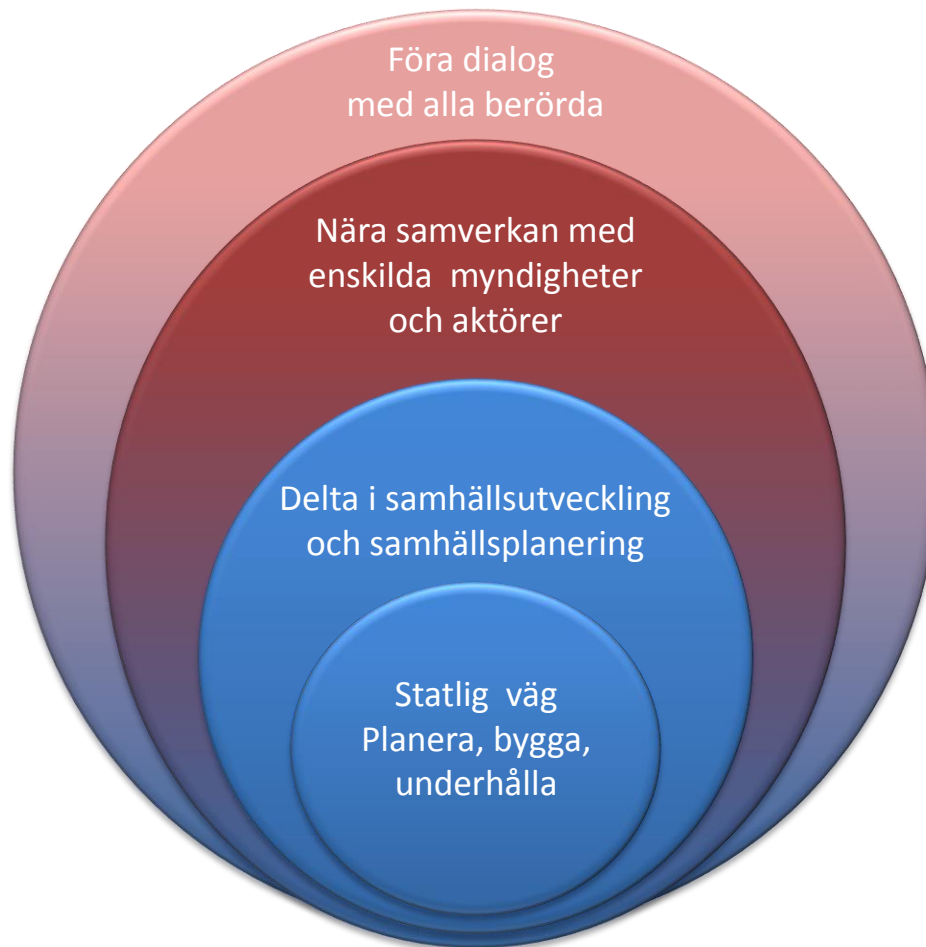 Föra dialog
med alla berörda
Nära samverkan med
enskilda  myndigheter
och aktörer
Delta i samhällsutveckling
och samhällsplanering
Statlig  väg
Planera, bygga,
underhålla